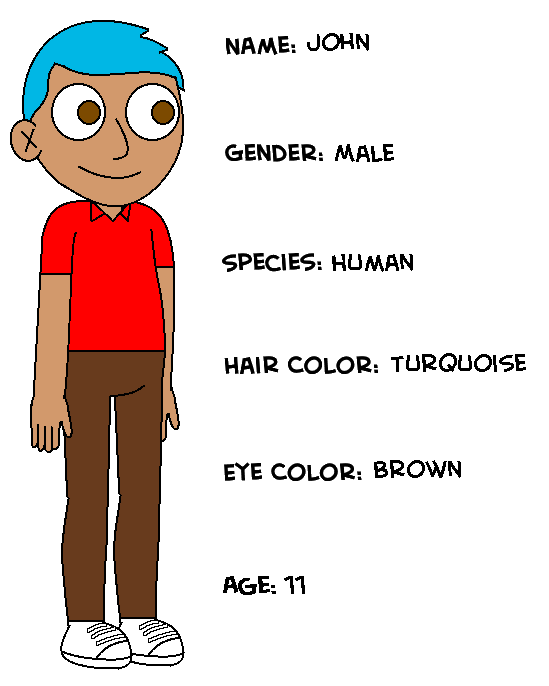 NAME: JOHN
GENDER: MALE
SPECIES: HUMAN
HAIR COLOR: TURQUOISE
EYE COLOR: BROWN
AGE: 11